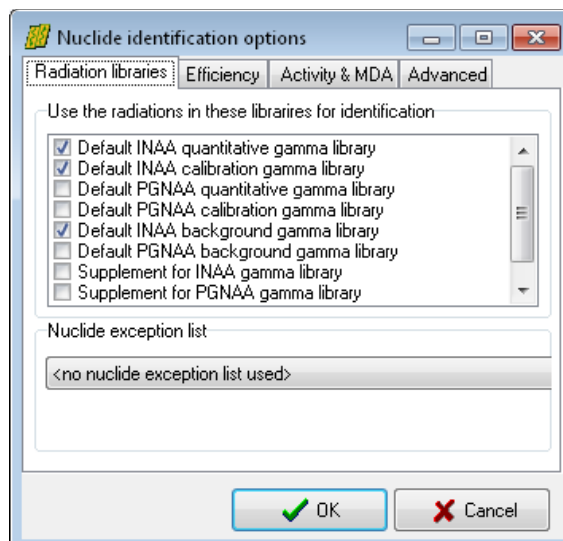 Nuclide identification options
Radiation libraries Efficiency Activity & MDA Advanced
Use the radiations in these librarires for identification
Default INAA quantitative gamma library
Default INAA calibration gamma library
Default PGNAA quantitative gamma library
Default PGNAA calibration gamma library
Default INAA background gamma library
Default PGNAA background gamma library
Supplement for INAA gamma library
Supplement for PGNAA gamma library
Nuclide exception list
<no nuclide exception list used>
OK Cancel